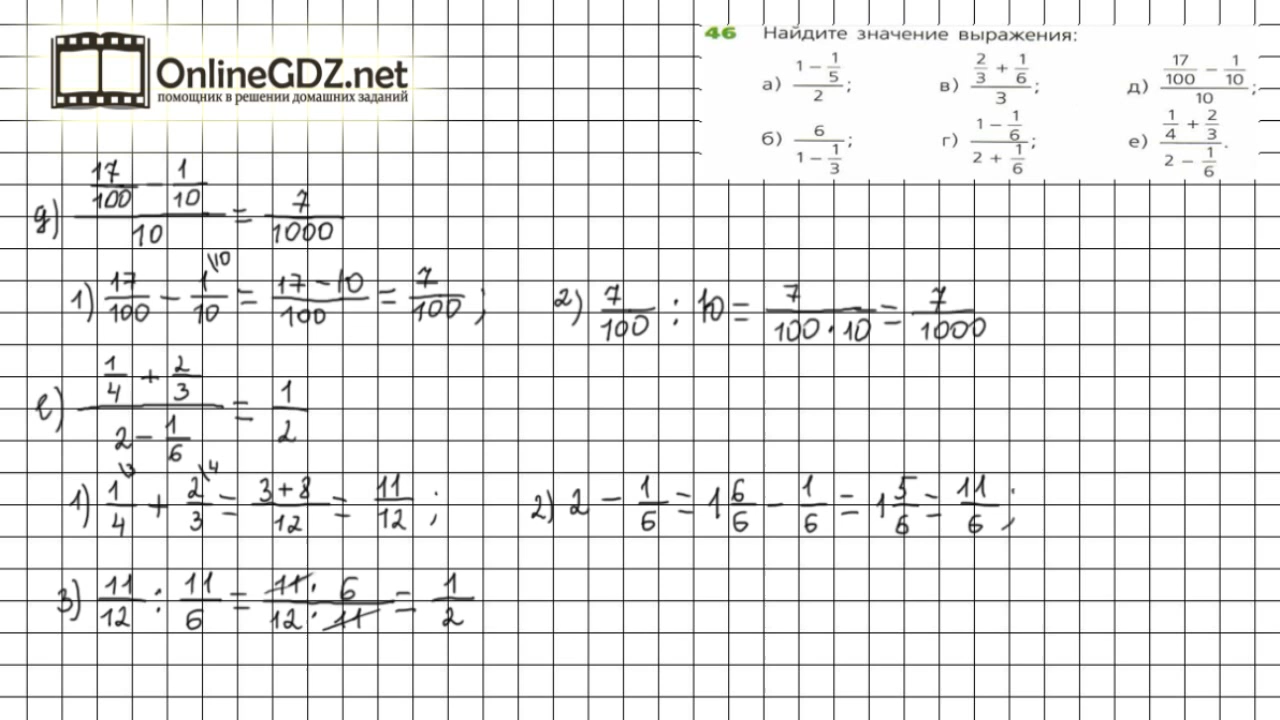 OnlineGDZ.net
помощник в решении домашних заданий
46 Найдите значение выражения:
а) (1 − 1/5)/2; в) (2/3 + 1/6)/3; д) (17/100 − 1/10)/10;
б) 6/(1 − 1/3); г) (1 − 1/6)/(2 + 1/6); е) (1/4 + 2/3)/(2 − 1/6).
д) (17/100 − 1/10)/10 = 7/1000
1) 17/100 − 1\10/10 = (17 − 10)/100 = 7/100; 2) 7/100 : 10 = 7/(100 · 10) = 7/1000
е) (1/4 + 2/3)/(2 − 1/6) = 1/2
1) 1\3/4 + 2\4/3 = (3 + 8)/12 = 11/12; 2) 2 − 1/6 = 1 6/6 − 1/6 = 1 5/6 = 11/6;
3) 11/12 : 11/6 = (11 · 6)/(12 · 11) = 1/2